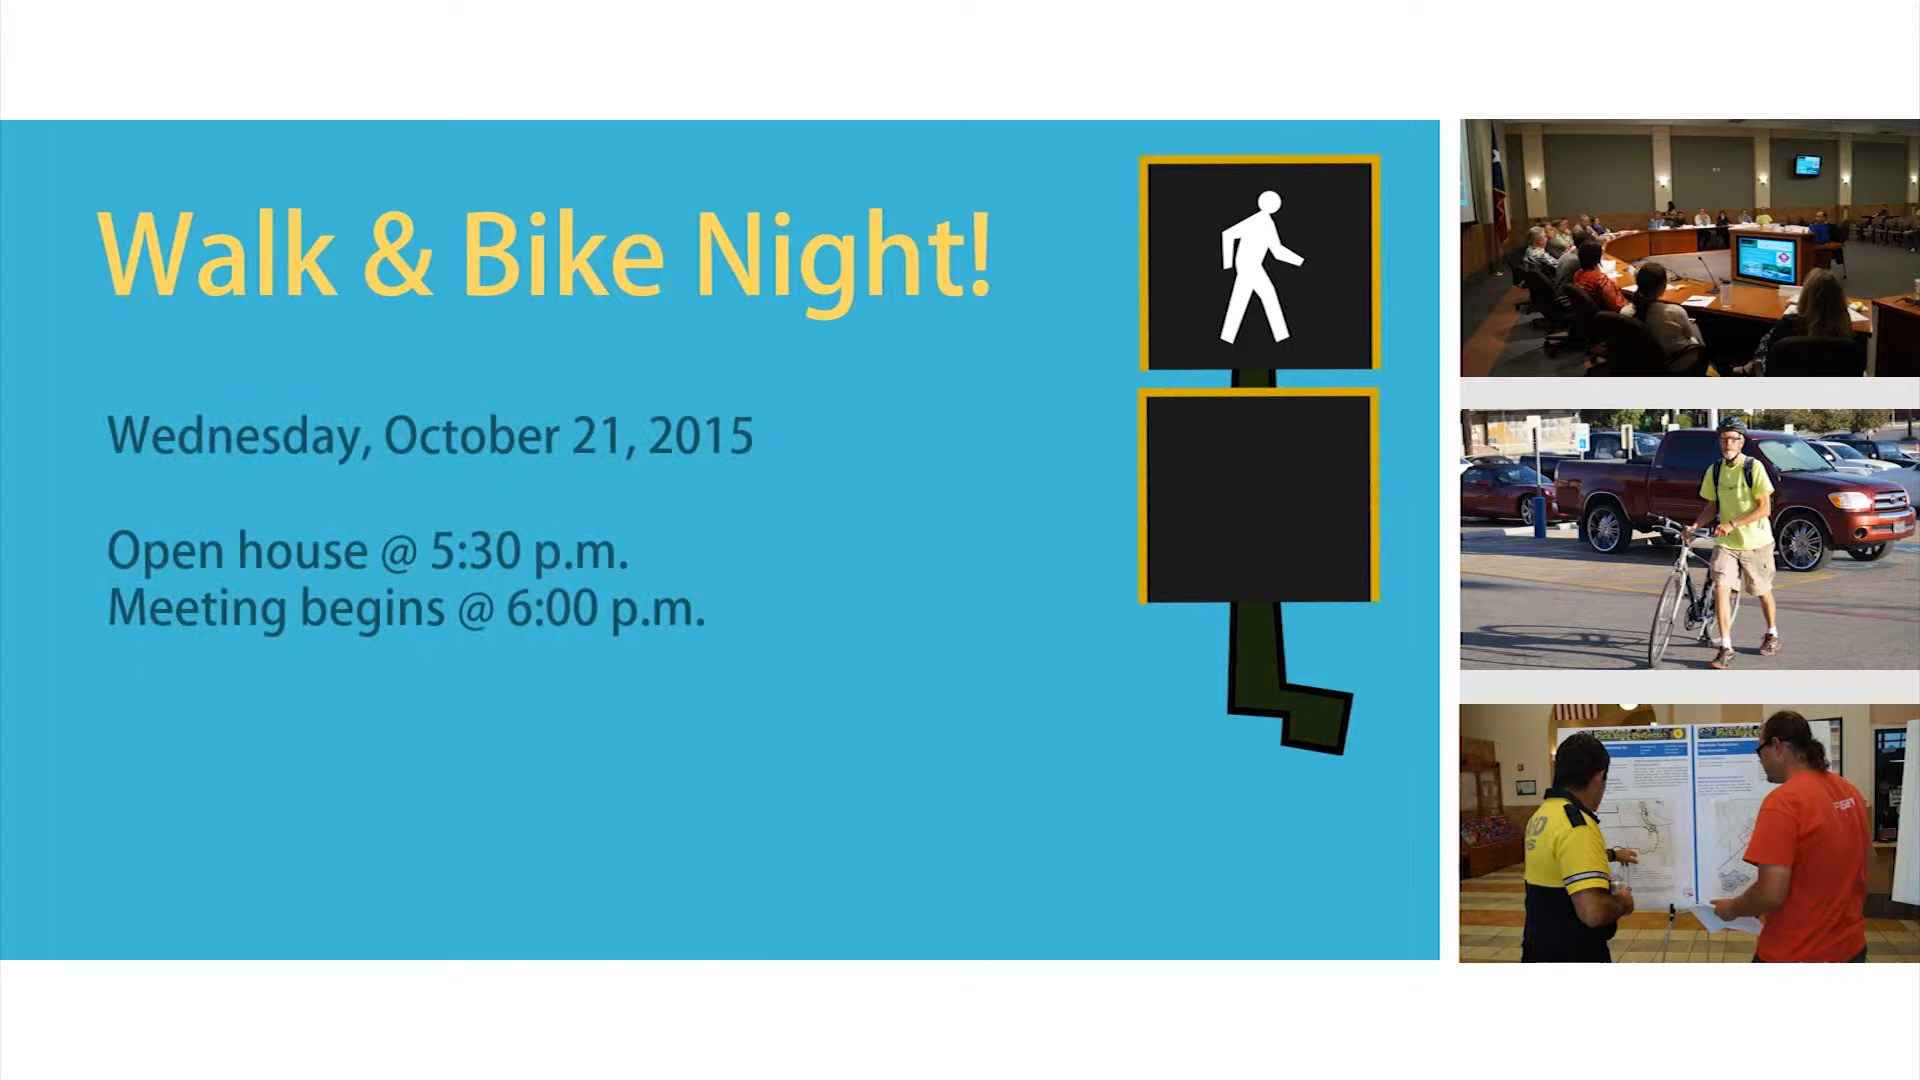 Walk & Bike Night!
Wednesday, October 21, 2015
Open house @ 5:30 p.m.
Meeting begins @ 6:00 p.m.